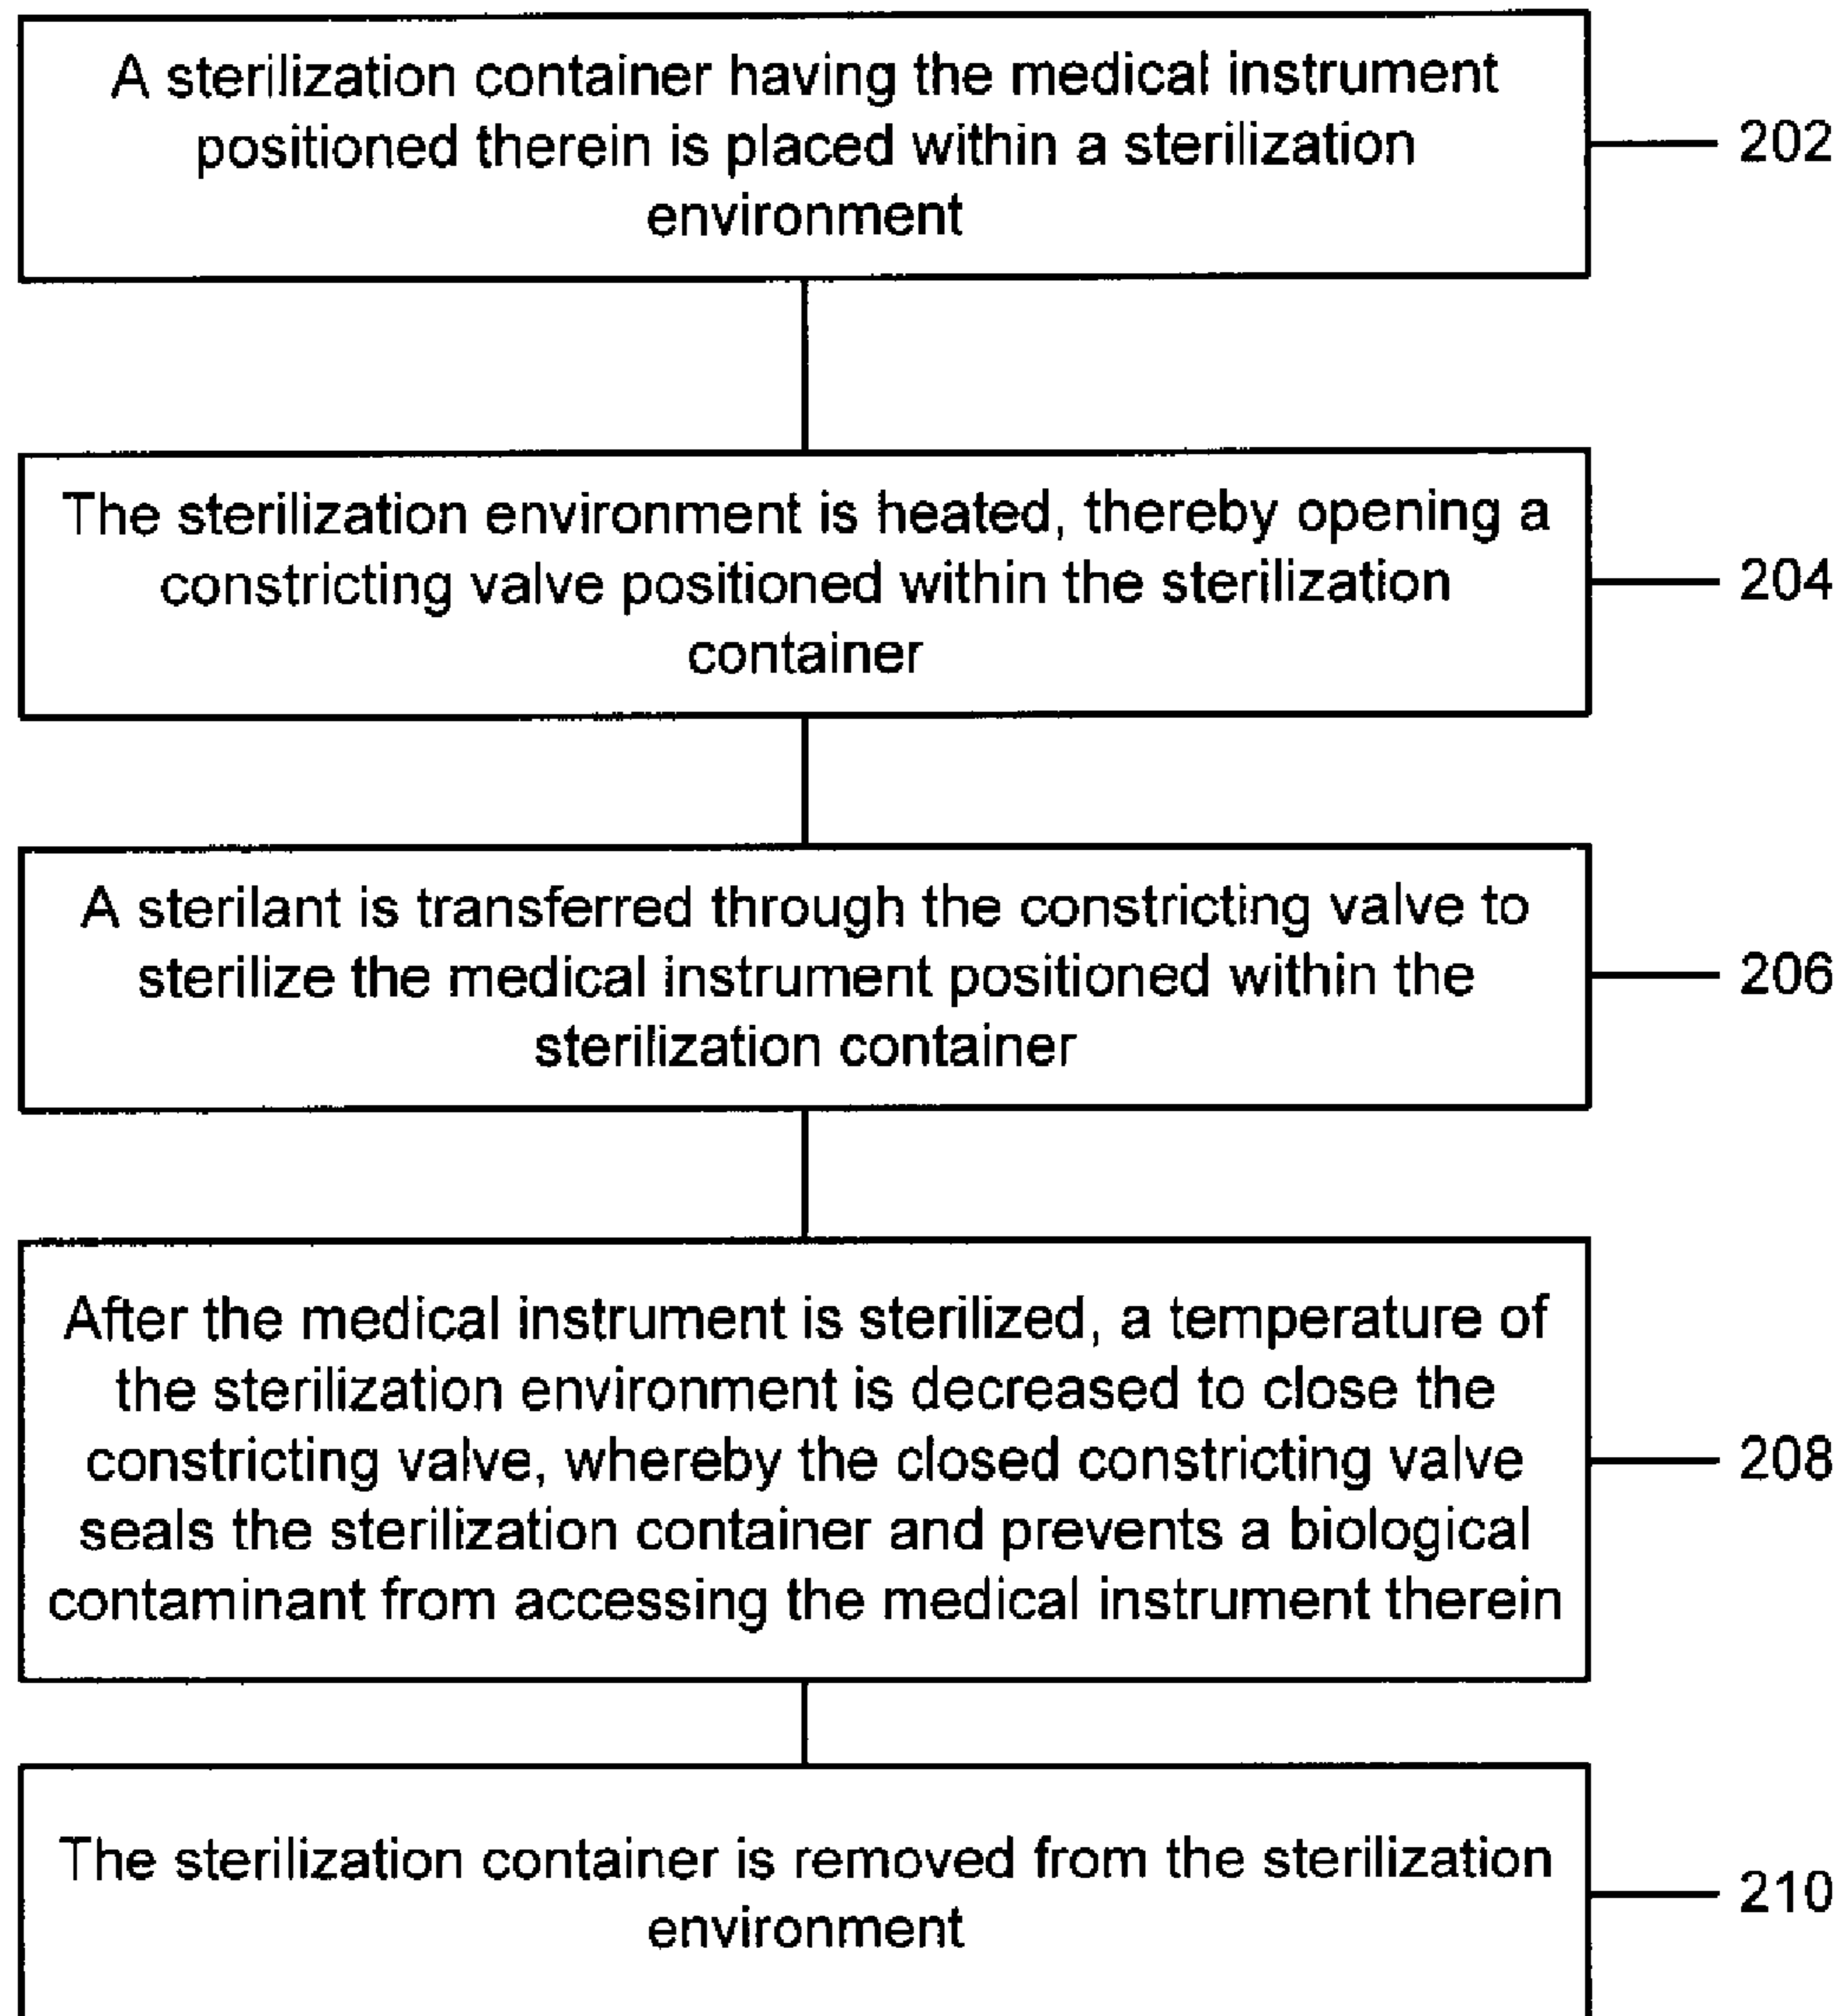 A sterilization container having the medical instrument
positioned therein is placed within a sterilization
environment
202
The sterilization environment is heated, thereby opening a
constricting valve positioned within the sterilization
container
204
A sterilant is transferred through the constricting valve to
sterilize the medical instrument positioned within the
sterilization container
206
After the medical instrument is sterilized, a temperature of
the sterilization environment is decreased to close the
constricting valve, whereby the closed constricting valve
seals the sterilization container and prevents a biological
contaminant from accessing the medical instrument therein
208
The sterilization container is removed from the sterilization
environment
210